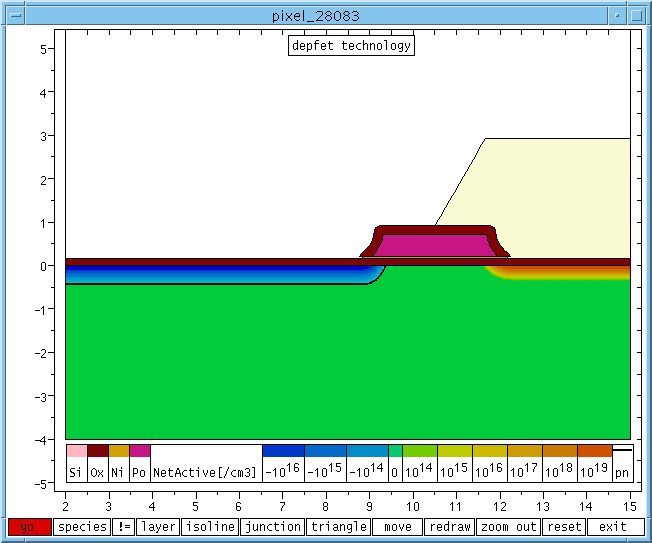 pixel_28083
depfet technology
5
4
3
2
1
0
-1
-2
-3
-4
-5
Si Ox Ni Po NetActive[/cm3] -10^16 -10^15 -10^14 0 10^14 10^15 10^16 10^17 10^18 10^19 pn
2 3 4 5 6 7 8 9 10 11 12 13 14 15
go species != layer isoline junction triangle move redraw zoom out reset exit